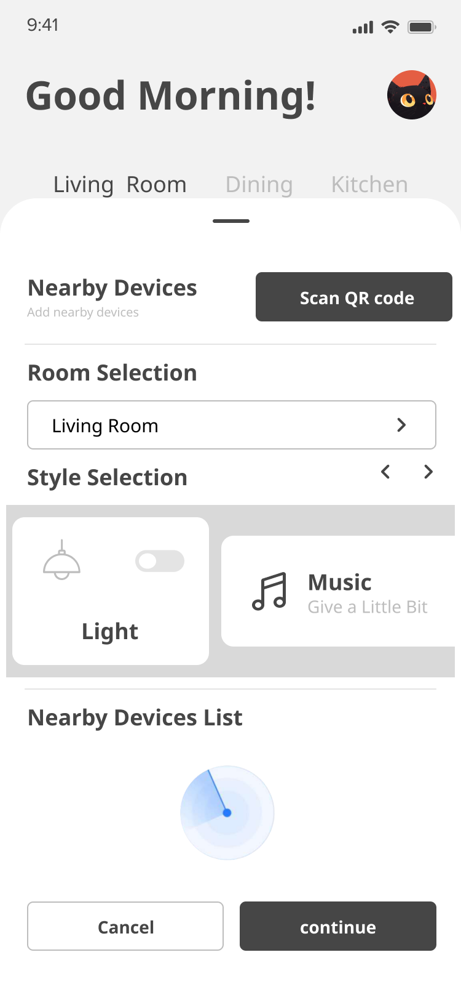 9:41
Good Morning!
Living Room Dining Kitchen
Nearby Devices
Add nearby devices
Scan QR code
Room Selection
Living Room
Style Selection
Light
Music
Give a Little Bit
Nearby Devices List
Cancel
continue